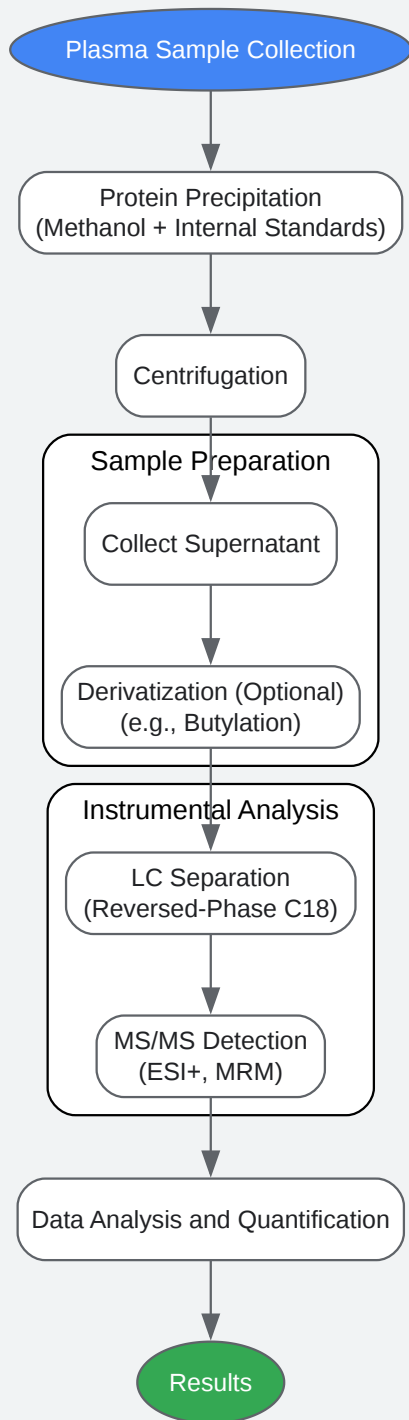 Plasma Sample Collection
Protein Precipitation
(Methanol + Internal Standards)
Centrifugation
Sample Preparation
Collect Supernatant
Derivatization (Optional)
(e.g., Butylation)
Instrumental Analysis
LC Separation
(Reversed-Phase C18)
MS/MS Detection
(ESI+, MRM)
Data Analysis and Quantification
Results